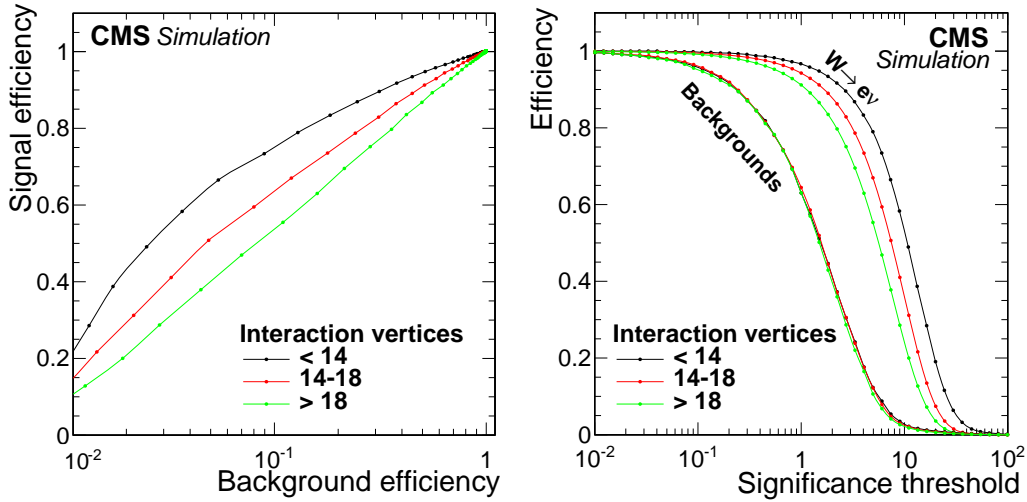 CMS Simulation
Signal efficiency
1
0.8
0.6
0.4
0.2
0
Interaction vertices
< 14
14-18
> 18
10-2
10-1
1
Background efficiency
CMS
Simulation
Efficiency
1
0.8
0.6
0.4
0.2
0
W→eν
Backgrounds
Interaction vertices
< 14
14-18
> 18
10-2
10-1
1
10
102
Significance threshold